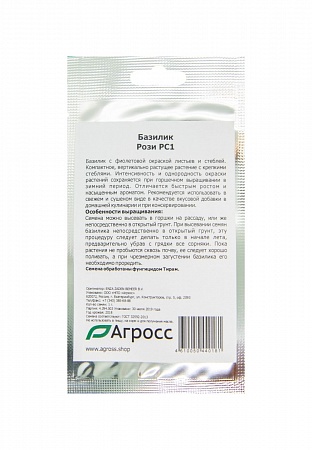 Базилик
Рози РС1
Базилик с фиолетовой окраской листьев и стеблей.
Компактное, вертикально растущее растение с крепкими
стеблями. Интенсивность и однородность окраски
растений сохраняется при горшечном выращивании в
зимний период. Отличается быстрым ростом и
насыщенным ароматом. Рекомендуется использовать в
свежем и сушеном виде в качестве вкусовой добавки в
домашней кулинарии и при консервировании.
Особенности выращивания:
Семена можно высевать в горшки на рассаду, или же
непосредственно в открытый грунт. При высевании семян
базилика непосредственно в открытый грунт, эту
процедуру следует делать только в начале лета,
предварительно убрав с грядки все сорняки. Пока
растения не пробьются сквозь почву, ее следует хорошо
поливать, а при чрезмерном загустении базилика его
необходимо проредить.
Семена обработаны фунгицидом Тирам.
Агросс
www.agross.shop